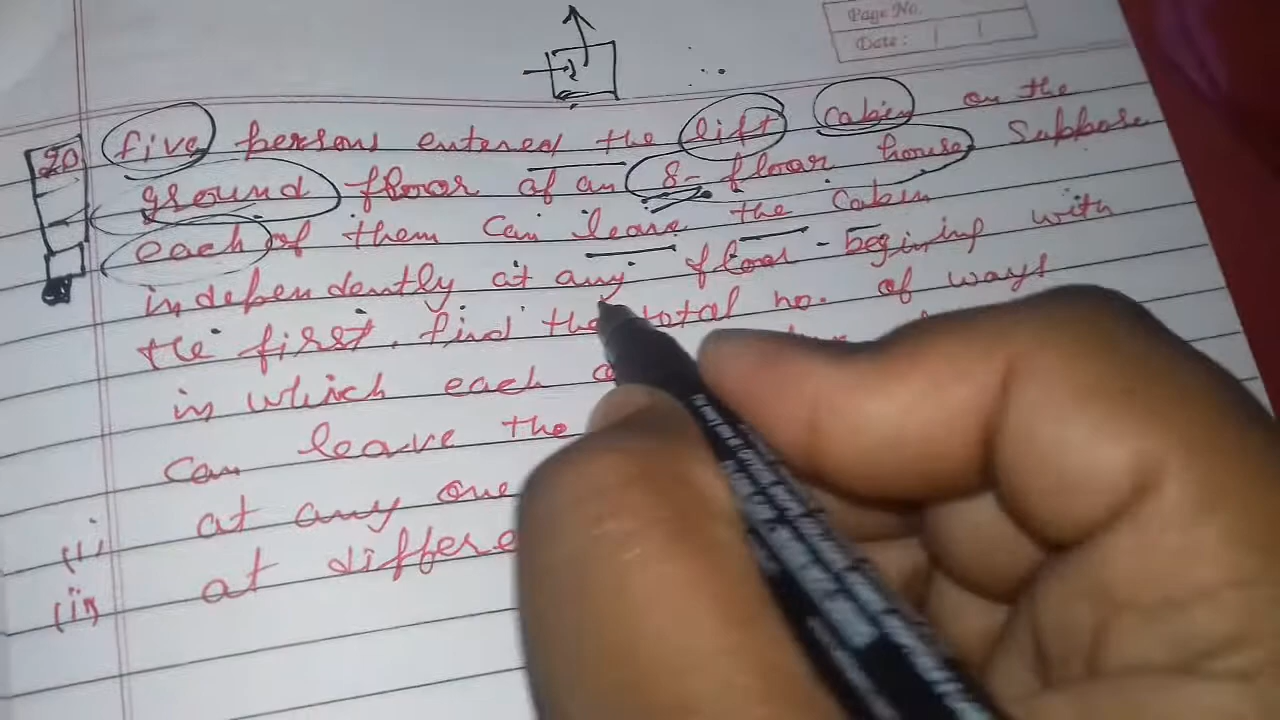 Page No.
Date:
20 five persons entered the lift cabin on the
ground floor of an 8- floor house Suppose
each of them can leave the cabin
independently at any floor - begining with
the first. find the total no. of ways
in which each
Can leave the
(i) at any one
(ii) at differe